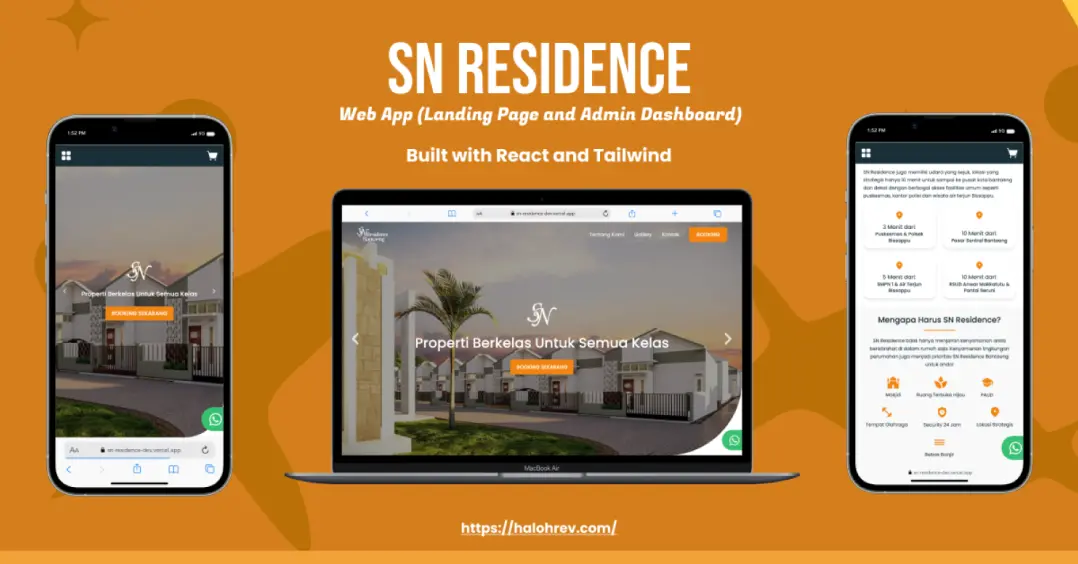 SN RESIDENCE
Web App (Landing Page and Admin Dashboard)
Built with React and Tailwind
1:52 PM
SN
Properti Berkelas Untuk Semua Kelas
BOOKING SEKARANG
AA sn-residence-dev.vercel.app
AA sn-residence-dev.vercel.app
SN Residence Bantaeng
Tentang Kami
Gallery
Kontak
BOOKING
SN
Properti Berkelas Untuk Semua Kelas
BOOKING SEKARANG
MacBook Air
1:52 PM
SN Residence juga memiliki udara yang sejuk, lokasi yang
strategis hanya 10 menit untuk sampai ke pusat kota Bantaeng
dan dekat dengan berbagai akses fasilitas umum seperti
puskesmas, kantor polisi dan wisata air terjun Bissappu.
3 Menit dari
Puskesmas & Polsek
Bissappu
10 Menit dari
Pasar Sentral Bantaeng
5 Menit dari
SMPN 1 & Air Terjun
Bissappu
10 Menit dari
RSUD Anwar Makkatutu &
Pantai Seruni
Mengapa Harus SN Residence?
SN Residence tidak hanya menjamin kenyamanan anda
beristirahat di dalam rumah saja. Kenyamanan lingkungan
perumahan juga menjadi prioritas SN Residence Bantaeng
untuk anda!
Masjid
Ruang Terbuka Hijau
PAUD
Tempat Olahraga
Security 24 Jam
Lokasi Strategis
Bebas Banjir
sn-residence-dev.vercel.app
https://halohrev.com/